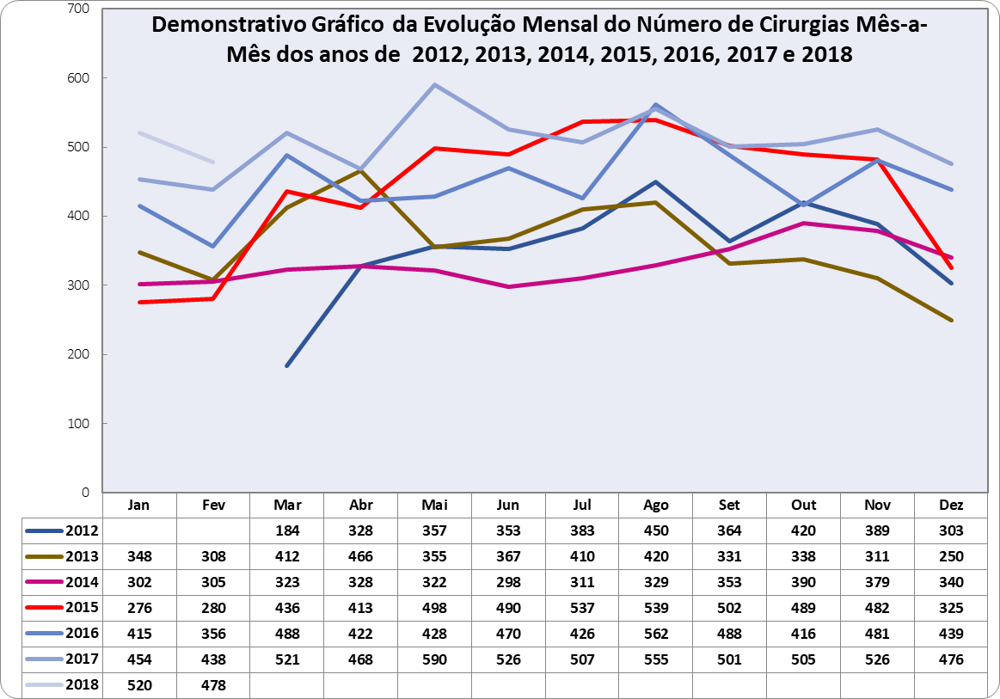 700
Demonstrativo Gráfico da Evolução Mensal do Número de Cirurgias Mês-a-
Mês dos anos de 2012, 2013, 2014, 2015, 2016, 2017 e 2018
600
500
400
300
200
100
0
Jan Fev Mar Abr Mai Jun Jul Ago Set Out Nov Dez
2012 184 328 357 353 383 450 364 420 389 303
2013 348 308 412 466 355 367 410 420 331 338 311 250
2014 302 305 323 328 322 298 311 329 353 390 379 340
2015 276 280 436 413 498 490 537 539 502 489 482 325
2016 415 356 488 422 428 470 426 562 488 416 481 439
2017 454 438 521 468 590 526 507 555 501 505 526 476
2018 520 478